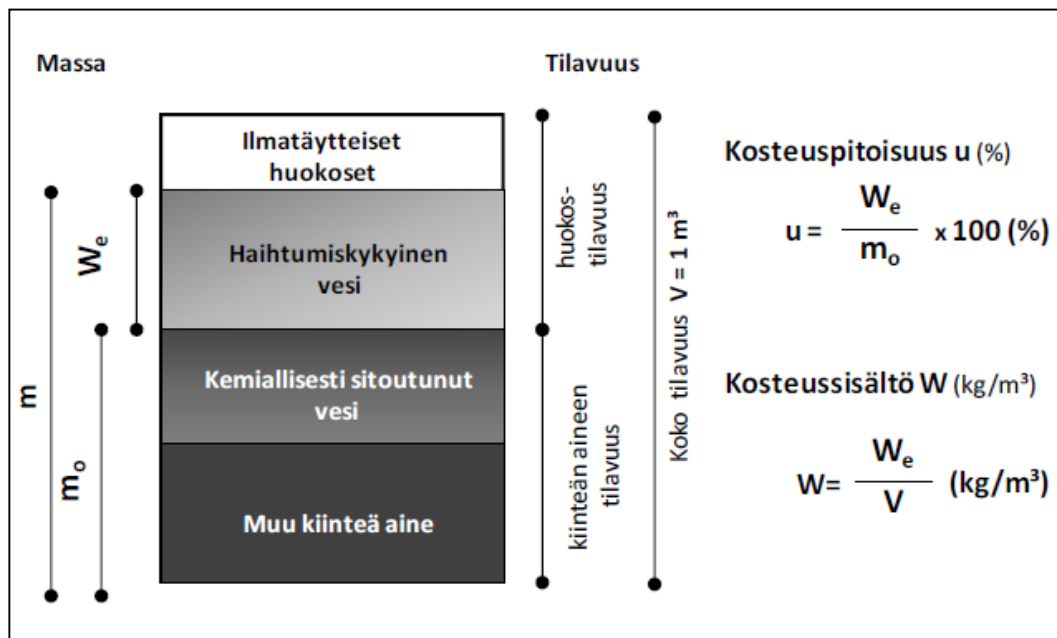 Massa
Tilavuus
Ilmatäytteiset
huokoset
Haihtumiskykyinen
vesi
Kemiallisesti sitoutunut
vesi
Muu kiinteä aine
m
Wₑ
mₒ
huokos-
tilavuus
kiinteän aineen
tilavuus
Koko tilavuus V = 1 m³
Kosteuspitoisuus u (%)
u = Wₑ / mₒ x 100 (%)
Kosteussisältö W (kg/m³)
W= Wₑ / V (kg/m³)